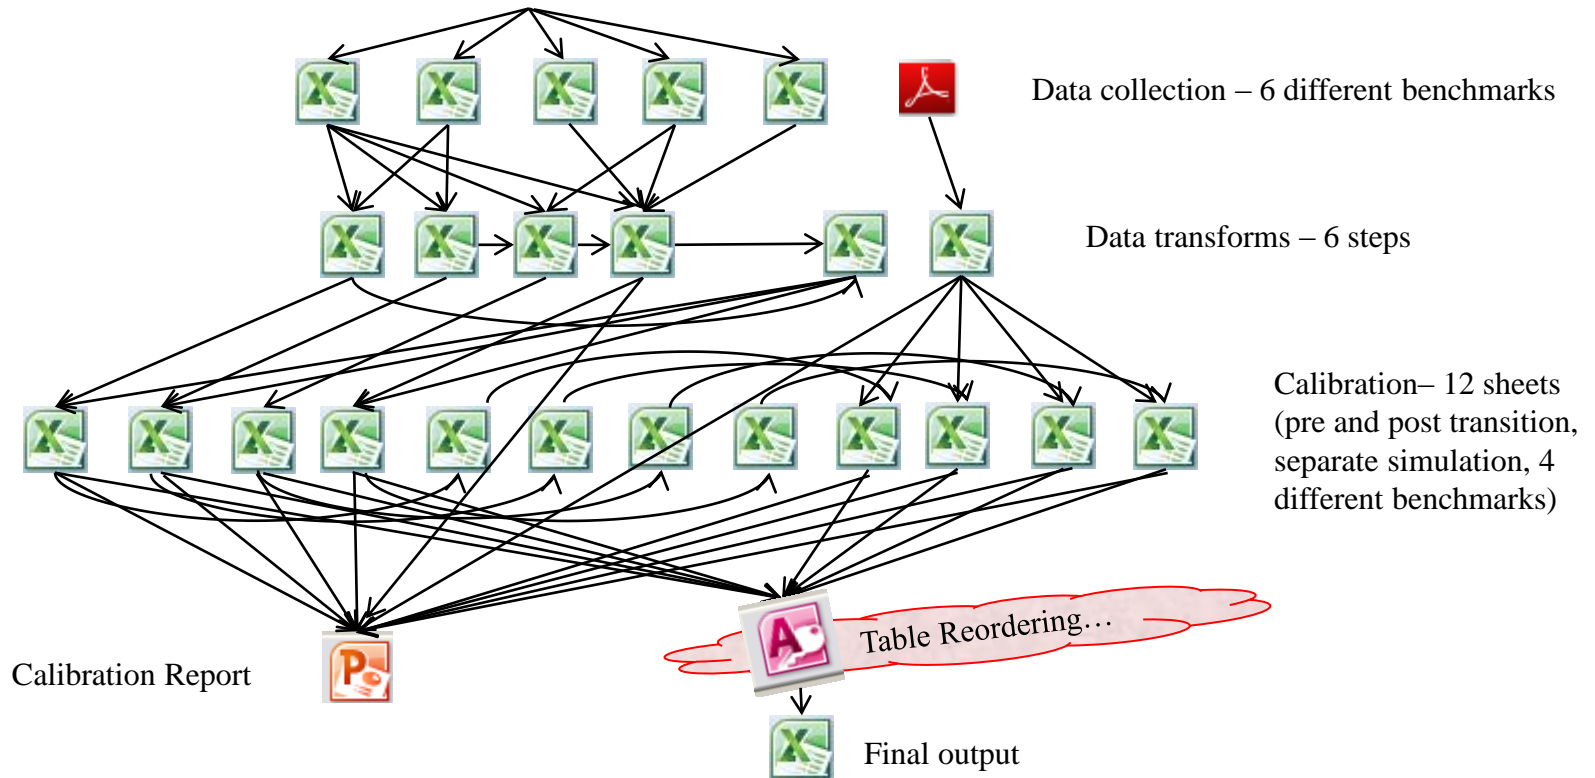 Data collection – 6 different benchmarks
Data transforms – 6 steps
Calibration– 12 sheets
(pre and post transition,
separate simulation, 4
different benchmarks)
Table Reordering…
Calibration Report
Final output